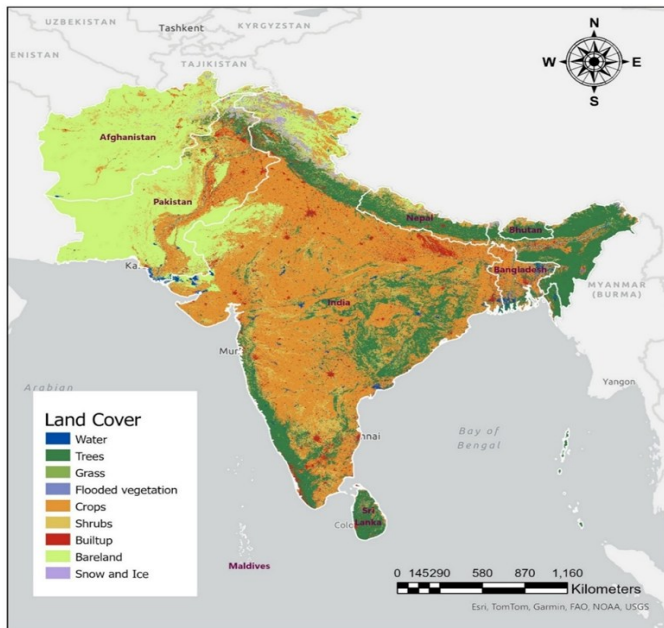 UZBEKISTAN
KYRGYZSTAN
Tashkent
ENISTAN
TAJIKISTAN
N
W
E
S
Afghanistan
Pakistan
Nepal
Bhutan
Ka
Bangladesh
India
MYANMAR
(BURMA)
Mu
Arabian
Yangon
Land Cover
Water
Trees
Grass
Flooded vegetation
Crops
Shrubs
Builtup
Bareland
Snow and Ice
nnai
Bay of
Bengal
Sri
Colo
Lanka
Maldives
0 145290 580 870 1,160
Kilometers
Esri, TomTom, Garmin, FAO, NOAA, USGS